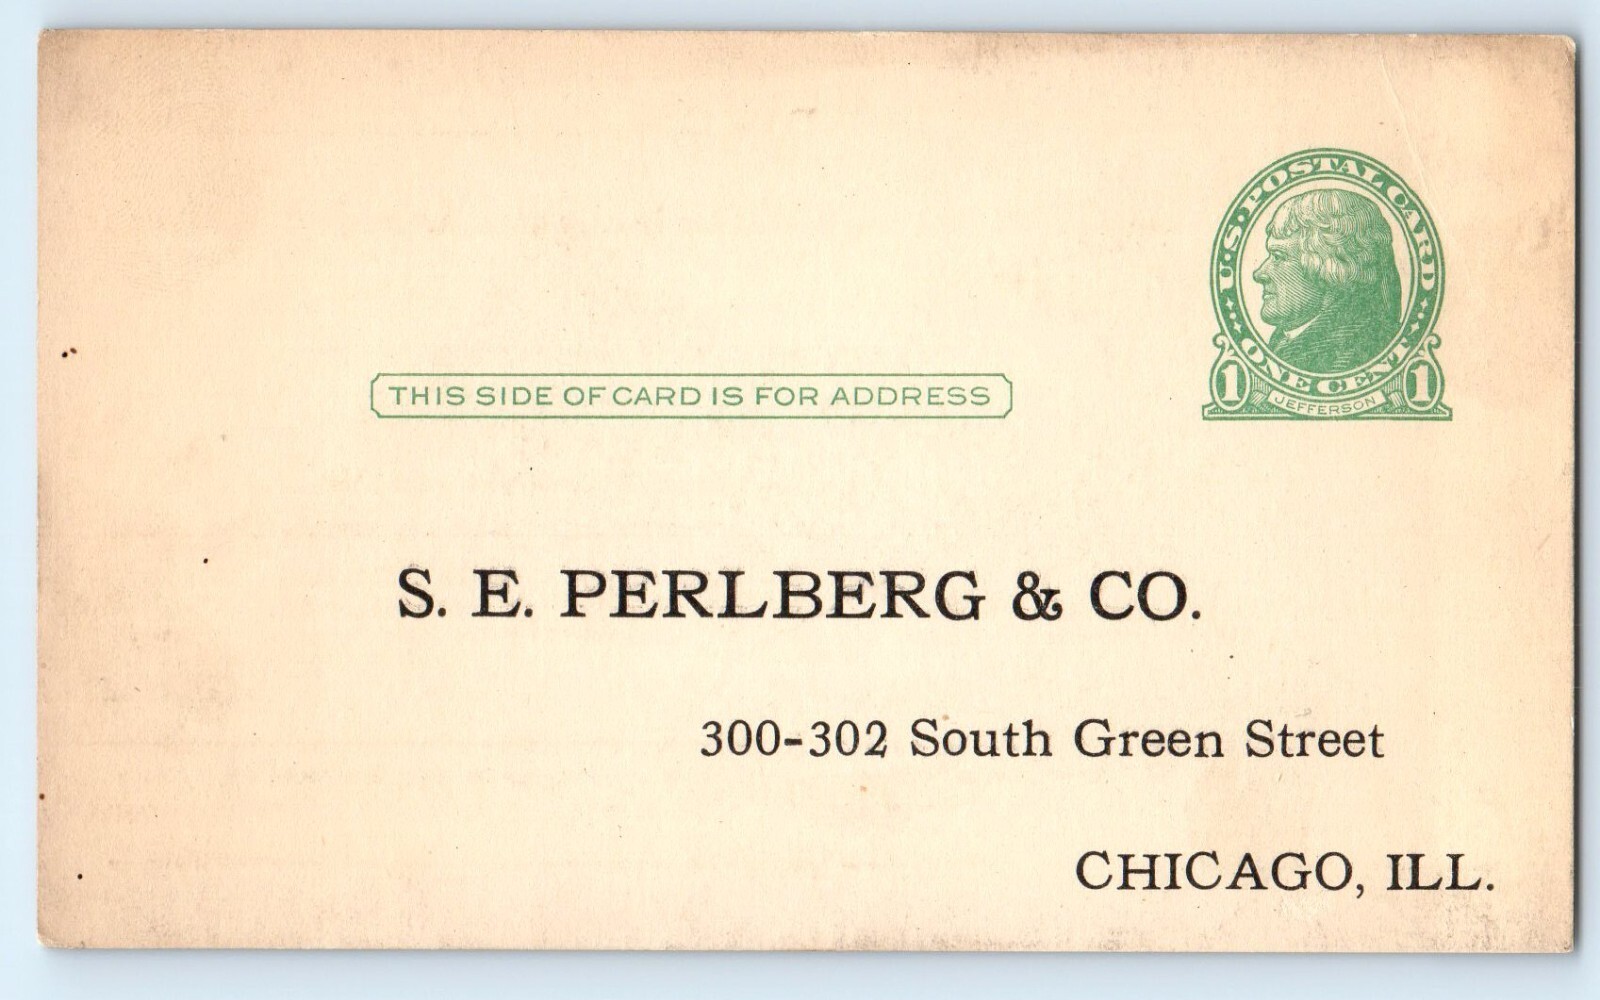 U·S·POSTAL CARD
ONE CENT
1 JEFFERSON 1
THIS SIDE OF CARD IS FOR ADDRESS
S. E. PERLBERG & CO.
300-302 South Green Street
CHICAGO, ILL.